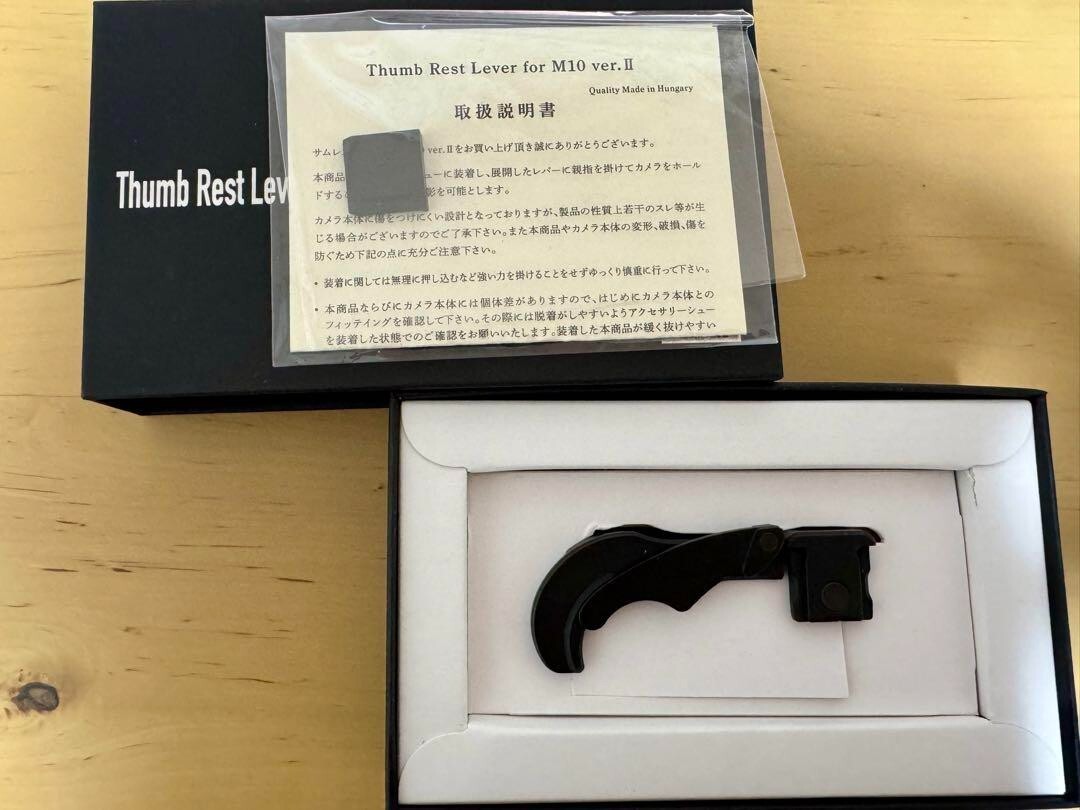 Thumb Rest Lev
Thumb Rest Lever for M10 ver.Ⅱ
Quality Made in Hungary
取扱説明書
サムレ 0 ver.Ⅱをお買い上げ頂き誠にありがとうございます。
本商品 ューに装着し、展開したレバーに親指を掛けてカメラをホール
ドする 影を可能とします。
カメラ本体に傷をつけにくい設計となっておりますが、製品の性質上若干のスレ等が生
じる場合がございますのでご了承下さい。また本商品やカメラ本体の変形、破損、傷を
防ぐため下記の点に充分ご注意下さい。
• 装着に関しては無理に押し込むなど強い力を掛けることをせずゆっくり慎重に行って下さい。
• 本商品ならびにカメラ本体には個体差がありますので、はじめにカメラ本体との
フィッテイングを確認して下さい。その際には脱着がしやすいようアクセサリーシュー
を装着した状態でのご確認をお願いいたします。装着した本商品が緩く抜けやすい